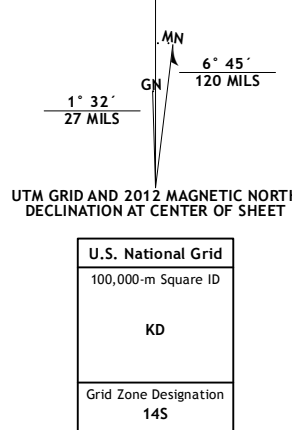 MN
GN
6° 45´
120 MILS
1° 32´
27 MILS
UTM GRID AND 2012 MAGNETIC NORTH
DECLINATION AT CENTER OF SHEET
U.S. National Grid
100,000-m Square ID
KD
Grid Zone Designation
14S